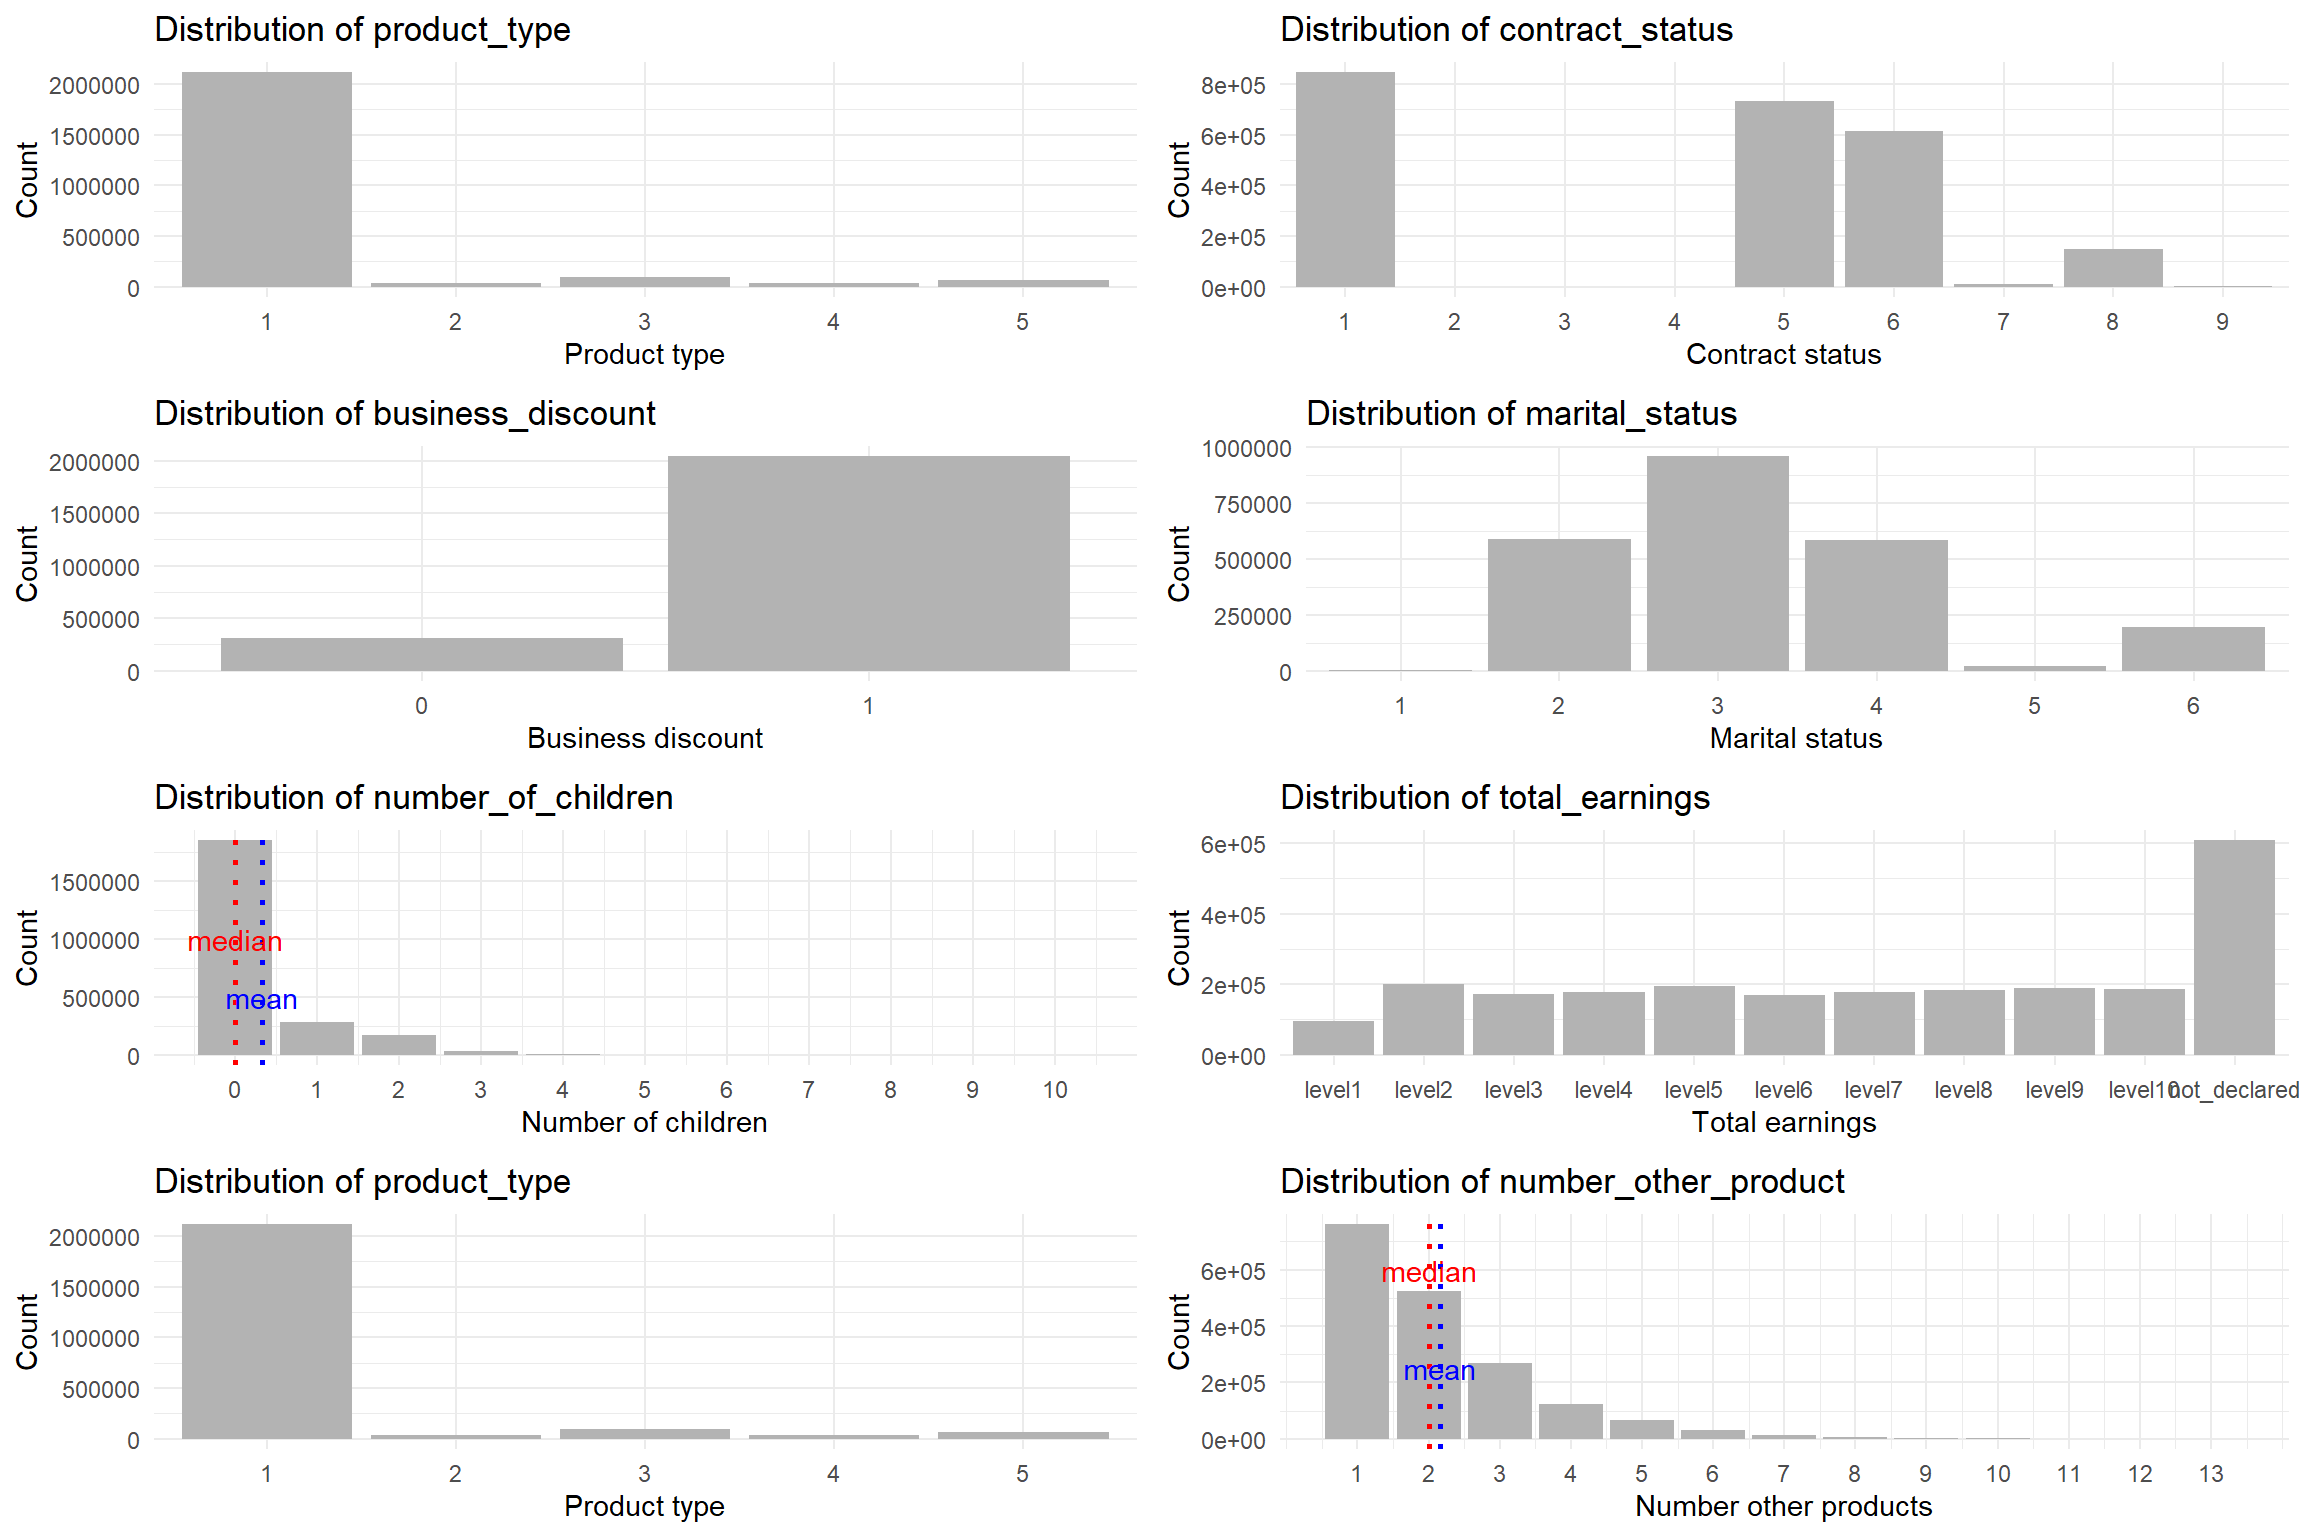 Distribution of product_type
2000000
1500000
1000000
500000
0
Count
1 2 3 4 5
Product type
Distribution of contract_status
8e+05
6e+05
4e+05
2e+05
0e+00
Count
1 2 3 4 5 6 7 8 9
Contract status
Distribution of business_discount
2000000
1500000
1000000
500000
0
Count
0 1
Business discount
Distribution of marital_status
1000000
750000
500000
250000
0
Count
1 2 3 4 5 6
Marital status
Distribution of number_of_children
1500000
1000000
500000
0
Count
median
mean
0 1 2 3 4 5 6 7 8 9 10
Number of children
Distribution of total_earnings
6e+05
4e+05
2e+05
0e+00
Count
level1 level2 level3 level4 level5 level6 level7 level8 level9 level10 not_declared
Total earnings
Distribution of product_type
2000000
1500000
1000000
500000
0
Count
1 2 3 4 5
Product type
Distribution of number_other_product
6e+05
4e+05
2e+05
0e+00
Count
median
mean
1 2 3 4 5 6 7 8 9 10 11 12 13
Number other products